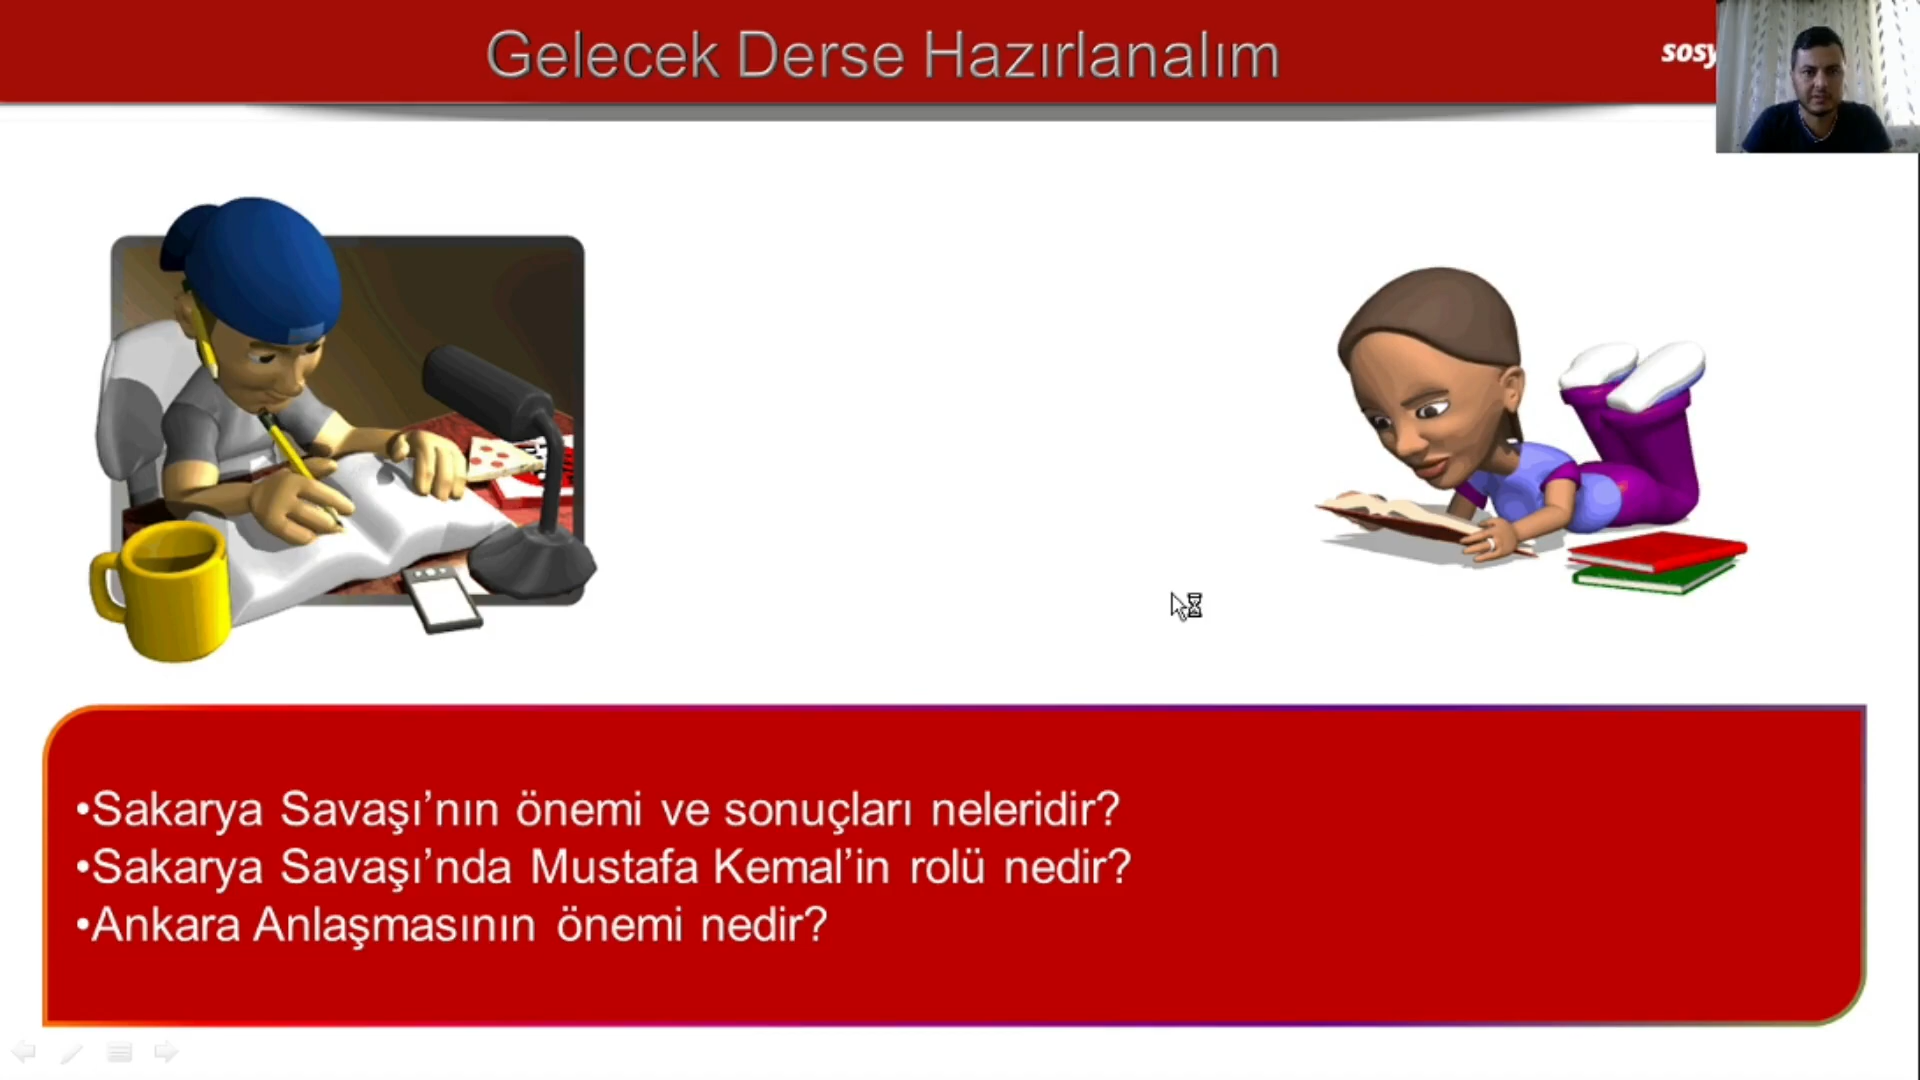 Gelecek Derse Hazırlanalım
sosy
•Sakarya Savaşı’nın önemi ve sonuçları neleridir?
•Sakarya Savaşı’nda Mustafa Kemal’in rolü nedir?
•Ankara Anlaşmasının önemi nedir?